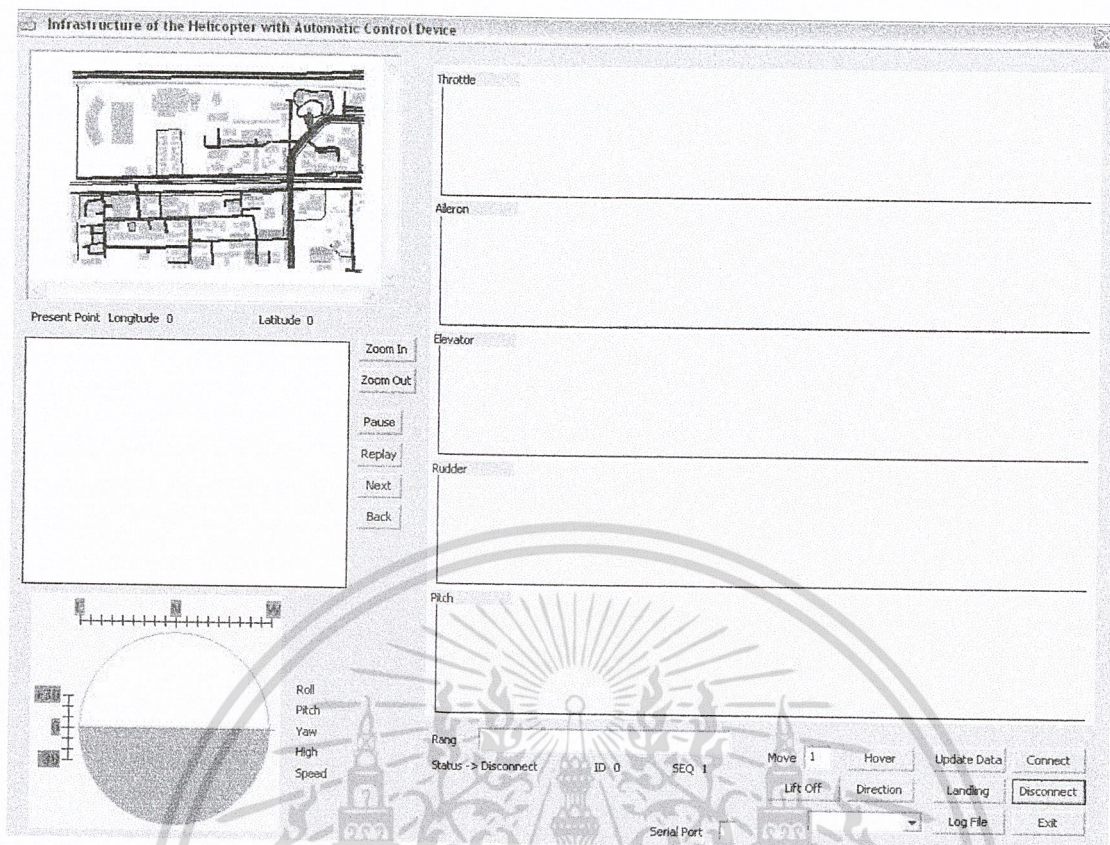 Infrastructure of the Helicopter with Automatic Control Device
Present Point Longitude 0 Latitude 0
Zoom In
Zoom Out
Pause
Replay
Next
Back
N W
Roll
Pitch
Yaw
High
Speed
Throttle
Aileron
Elevator
Rudder
Pitch
Rang
Status -> Disconnect ID 0 SEQ 1
Move 1 Hover Update Data Connect
Lift Off Direction Landing Disconnect
Serial Port Log File Exit